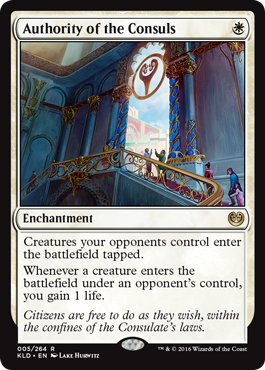 Authority of the Consuls
Enchantment
Creatures your opponents control enter
the battlefield tapped.
Whenever a creature enters the
battlefield under an opponent's control,
you gain 1 life.
Citizens are free to do as they wish, within
the confines of the Consulate's laws.
005/264 R
KLD • EN Lake Hurwitz
™ & © 2016 Wizards of the Coast